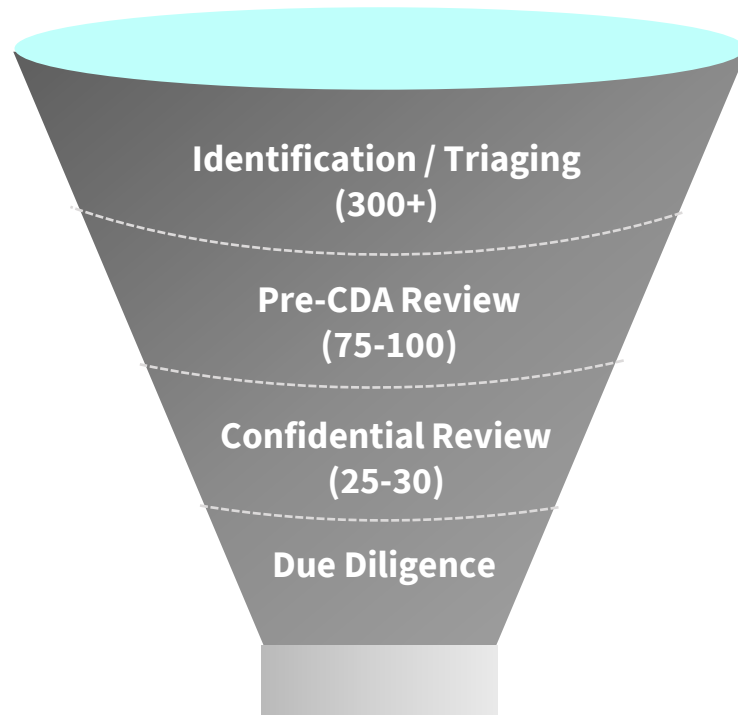 Identification / Triaging
(300+)
Pre-CDA Review
(75-100)
Confidential Review
(25-30)
Due Diligence